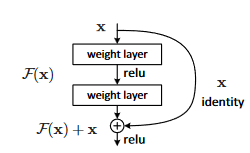 x
weight layer
F(x)
relu
weight layer
x
identity
F(x) + x
relu